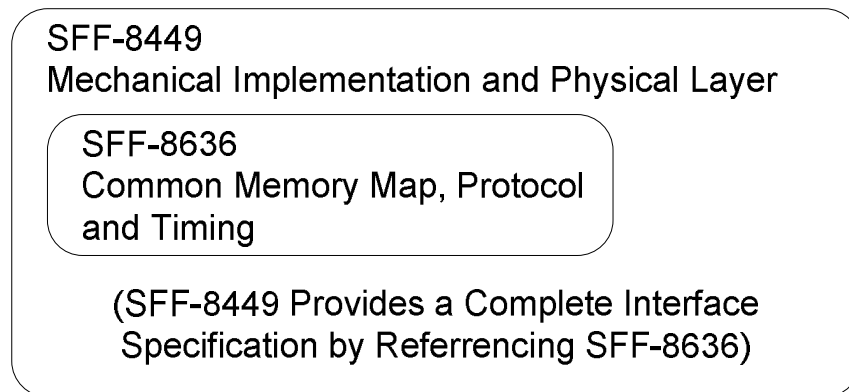 SFF-8449
Mechanical Implementation and Physical Layer
SFF-8636
Common Memory Map, Protocol
and Timing
(SFF-8449 Provides a Complete Interface
Specification by Referrencing SFF-8636)